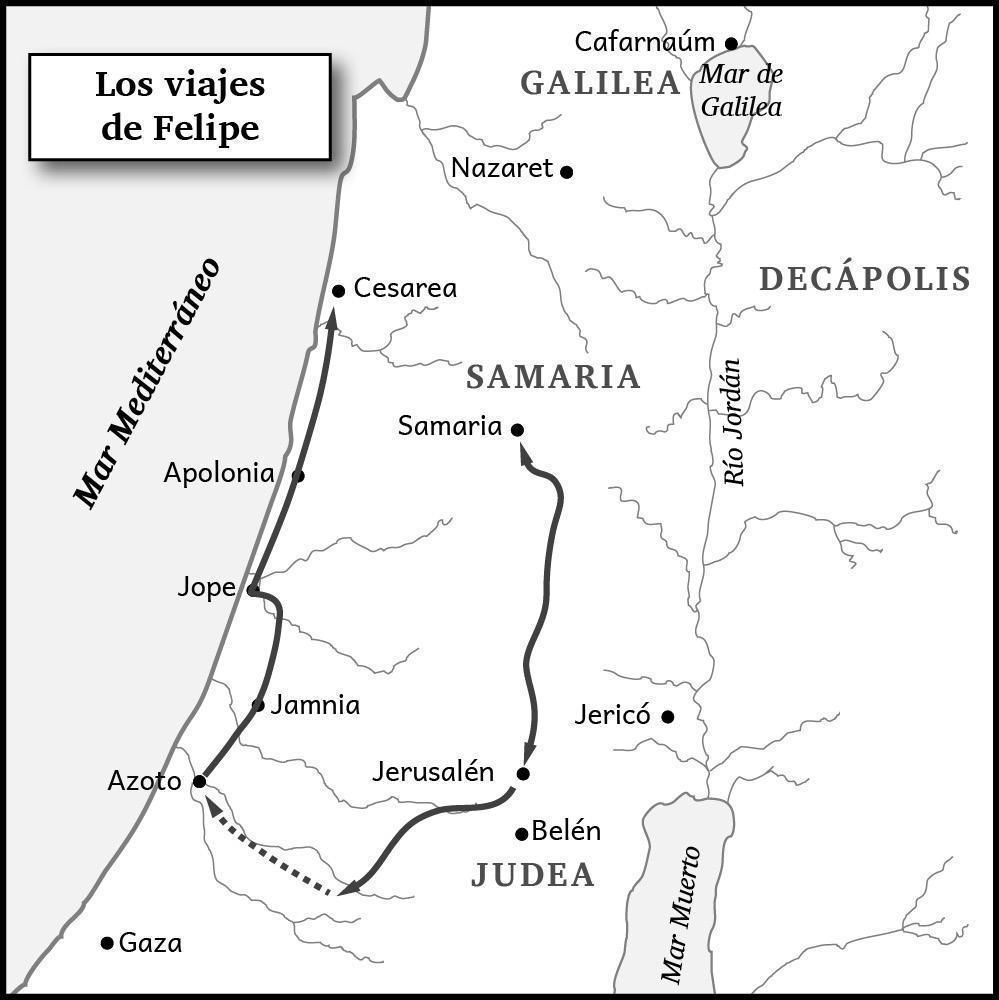 Los viajes
de Felipe
Cafarnaúm
GALILEA
Mar de
Galilea
Nazaret
DECÁPOLIS
Cesarea
Mar Mediterráneo
SAMARIA
Río Jordán
Samaria
Apolonia
Jope
Jamnia
Jericó
Azoto
Jerusalén
Belén
JUDEA
Mar Muerto
Gaza